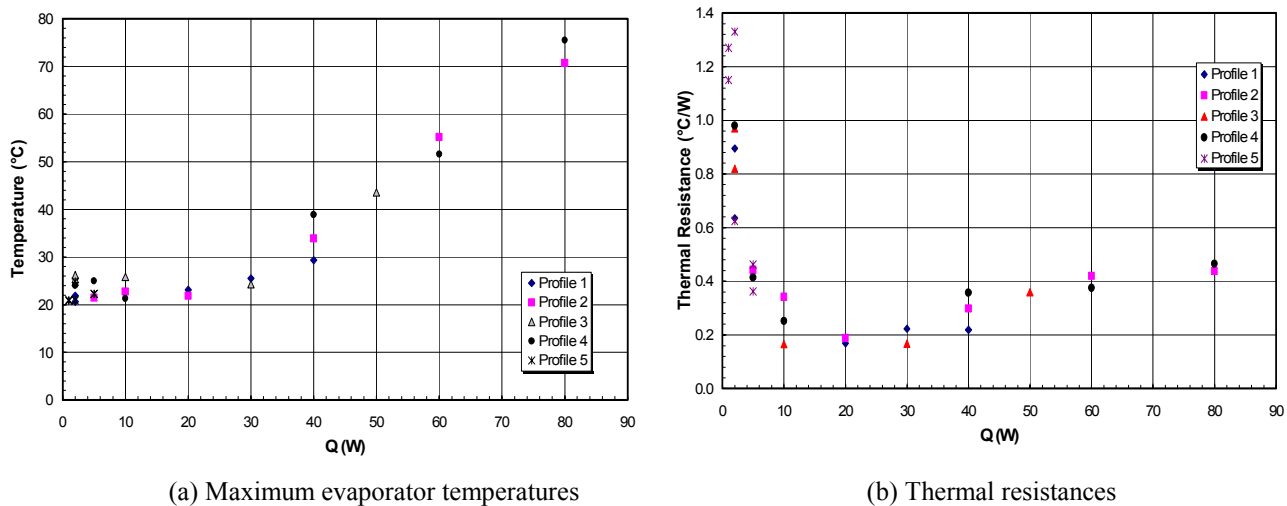 80
70
60
50
40
30
20
10
0
Temperature (°C)
0 10 20 30 40 50 60 70 80 90
Q (W)
Profile 1
Profile 2
Profile 3
Profile 4
Profile 5
(a) Maximum evaporator temperatures
1.4
1.2
1.0
0.8
0.6
0.4
0.2
0.0
Thermal Resistance (°C/W)
0 10 20 30 40 50 60 70 80 90
Q (W)
Profile 1
Profile 2
Profile 3
Profile 4
Profile 5
(b) Thermal resistances